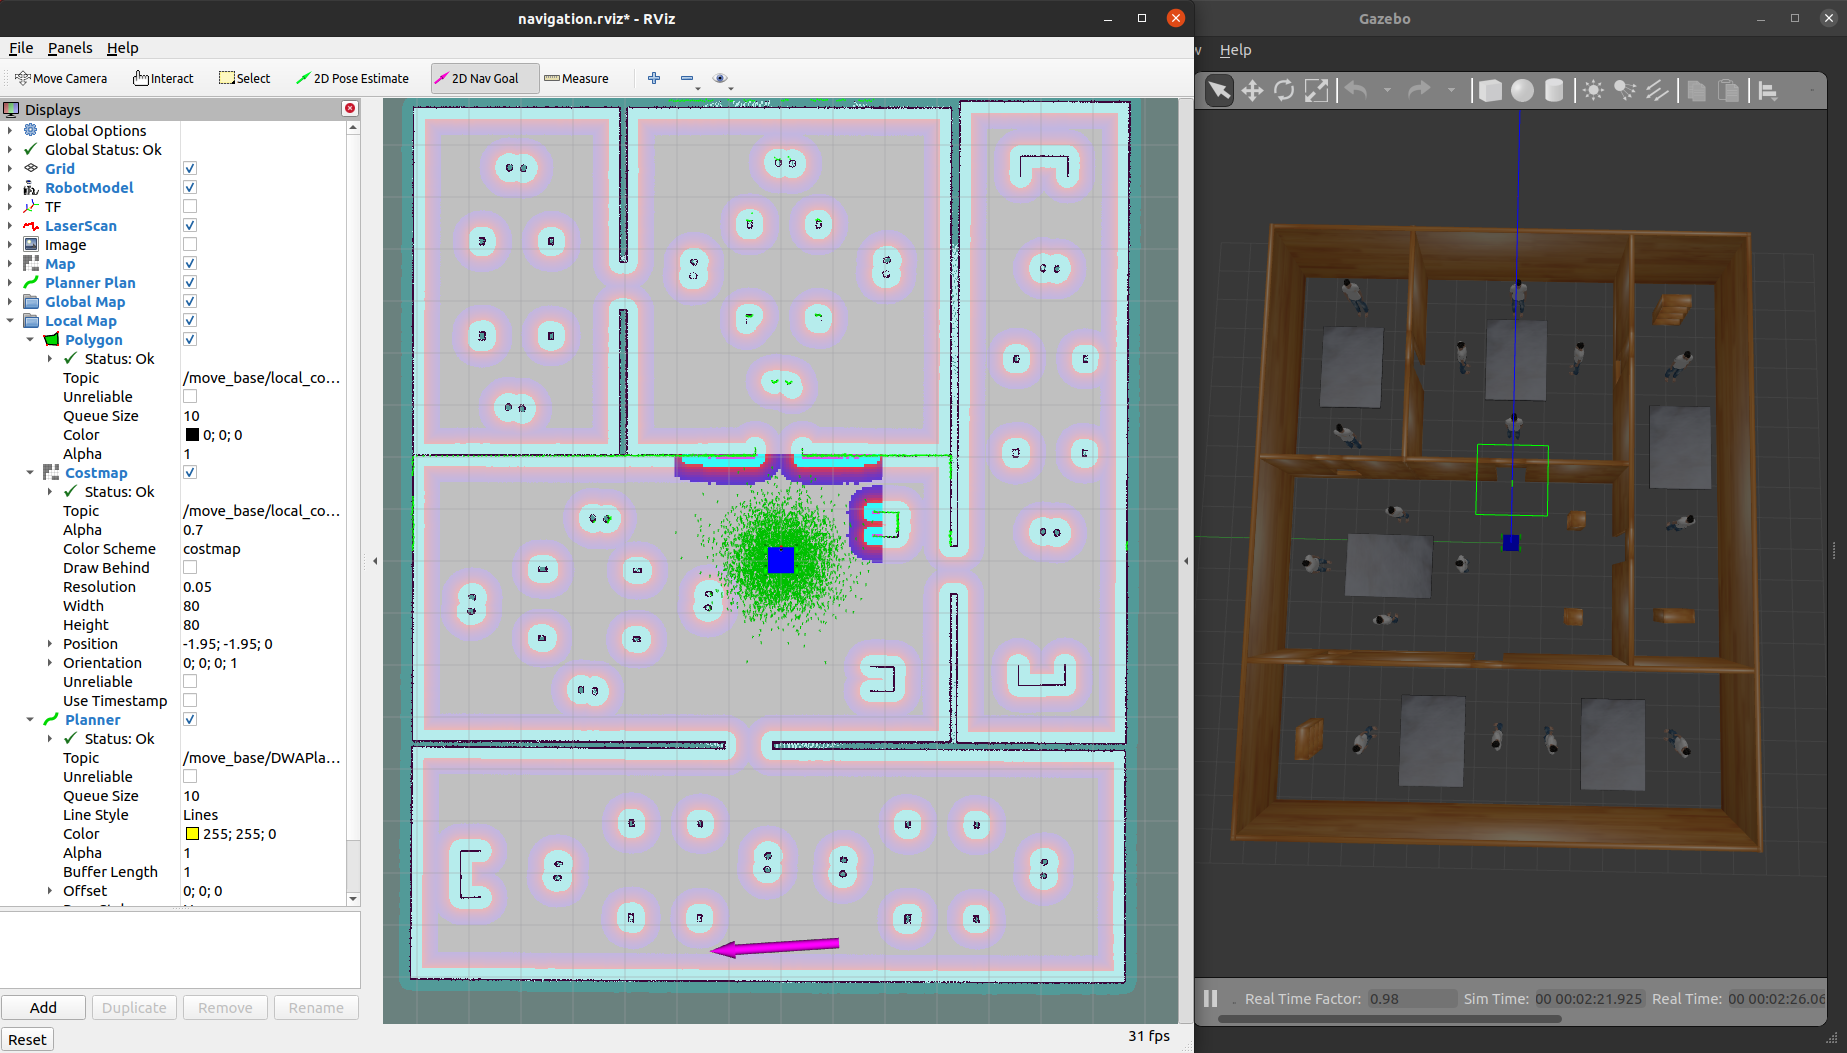 navigation.rviz* - RViz
Gazebo
File Panels Help
Help
Move Camera Interact Select 2D Pose Estimate 2D Nav Goal Measure
Displays
Global Options
Global Status: Ok
Grid
RobotModel
TF
LaserScan
Image
Map
Planner Plan
Global Map
Local Map
Polygon
Status: Ok
Topic /move_base/local_co...
Unreliable
Queue Size 10
Color 0; 0; 0
Alpha 1
Costmap
Status: Ok
Topic /move_base/local_co...
Alpha 0.7
Color Scheme costmap
Draw Behind
Resolution 0.05
Width 80
Height 80
Position -1.95; -1.95; 0
Orientation 0; 0; 0; 1
Unreliable
Use Timestamp
Planner
Status: Ok
Topic /move_base/DWAPla...
Unreliable
Queue Size 10
Line Style Lines
Color 255; 255; 0
Alpha 1
Buffer Length 1
Offset 0; 0; 0
Add Duplicate Remove Rename
Reset
31 fps
Real Time Factor: 0.98 Sim Time: 00 00:02:21.925 Real Time: 00 00:02:26.06